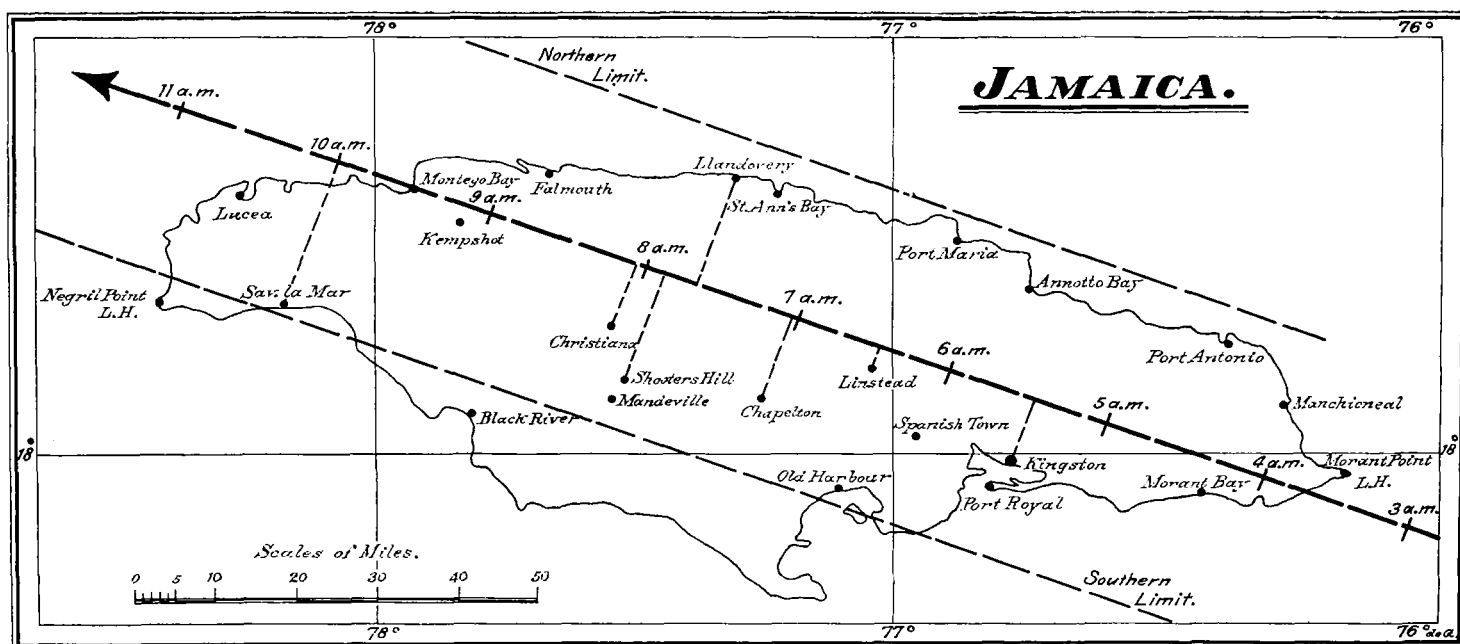 78°
77°
76°
Northern
Limit.
JAMAICA.
11 a.m.
10 a.m.
Montego Bay
Falmouth
Llandovery
St. Ann's Bay
Lucea
9 a.m.
Kempshot
Port Maria
8 a.m.
Annotto Bay
Negril Point
L.H.
Sav. la Mar
7 a.m.
Christiana
Port Antonio
6 a.m.
Linstead
Shooters Hill
Mandeville
Chapelton
Manchioneal
Black River
5 a.m.
Spanish Town
18°
18°
Kingston
4 a.m.
Morant Point
L.H.
Old Harbour
Port Royal
Morant Bay
3 a.m.
Scales of Miles.
0 5 10 20 30 40 50
Southern
Limit.
78°
77°
76°